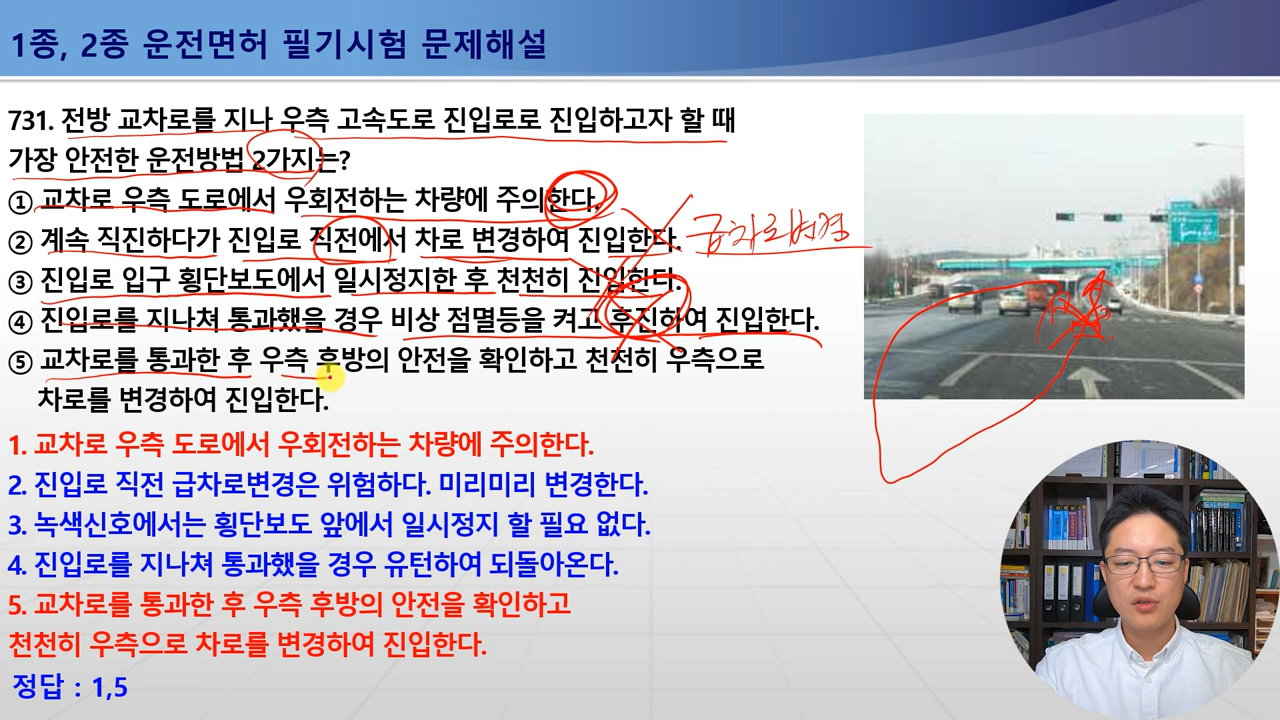 1종, 2종 운전면허 필기시험 문제해설
731. 전방 교차로를 지나 우측 고속도로 진입로로 진입하고자 할 때
가장 안전한 운전방법 2가지는?
① 교차로 우측 도로에서 우회전하는 차량에 주의한다.
② 계속 직진하다가 진입로 직전에서 차로 변경하여 진입한다.
급차로변경
③ 진입로 입구 횡단보도에서 일시정지한 후 천천히 진입한다.
④ 진입로를 지나쳐 통과했을 경우 비상 점멸등을 켜고 후진하여 진입한다.
⑤ 교차로를 통과한 후 우측 후방의 안전을 확인하고 천천히 우측으로
차로를 변경하여 진입한다.
1. 교차로 우측 도로에서 우회전하는 차량에 주의한다.
2. 진입로 직전 급차로변경은 위험하다. 미리미리 변경한다.
3. 녹색신호에서는 횡단보도 앞에서 일시정지 할 필요 없다.
4. 진입로를 지나쳐 통과했을 경우 유턴하여 되돌아온다.
5. 교차로를 통과한 후 우측 후방의 안전을 확인하고
천천히 우측으로 차로를 변경하여 진입한다.
정답 : 1,5